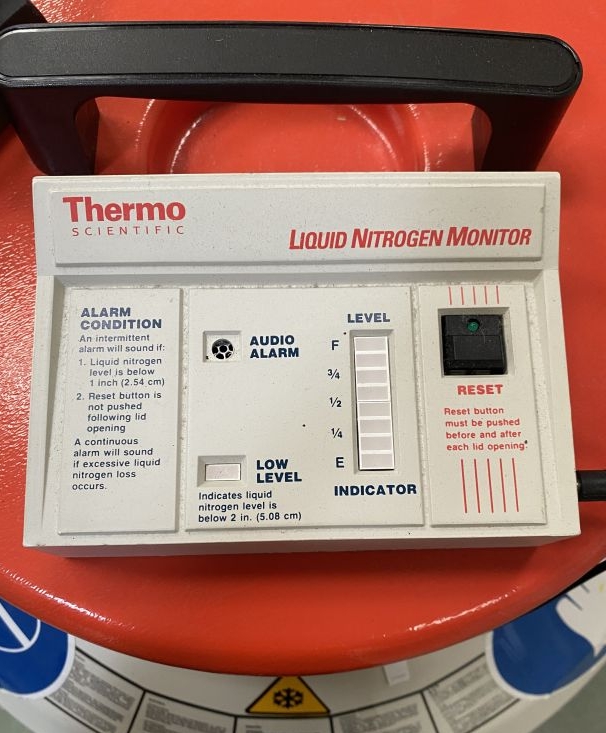 Thermo
SCIENTIFIC
LIQUID NITROGEN MONITOR
ALARM
CONDITION
An intermittent
alarm will sound if:
1. Liquid nitrogen
level is below
1 inch (2.54 cm)
2. Reset button is
not pushed
following lid
opening
A continuous
alarm will sound
if excessive liquid
nitrogen loss
occurs.
AUDIO
ALARM
LOW
LEVEL
Indicates liquid
nitrogen level is
below 2 in. (5.08 cm)
LEVEL
F
3/4
1/2
1/4
E
INDICATOR
RESET
Reset button
must be pushed
before and after
each lid opening.